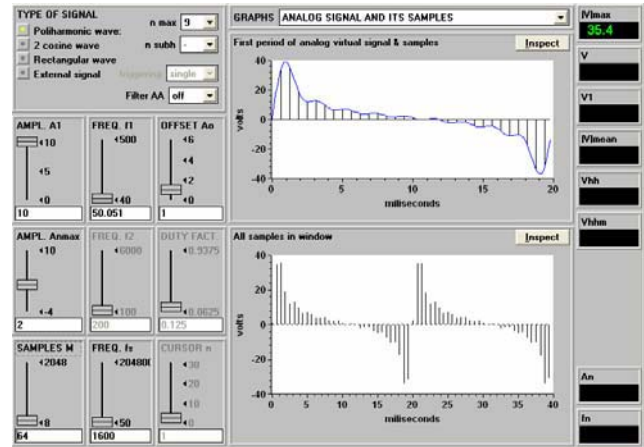 TYPE OF SIGNAL
n max 9
Poliharmonic wave:
2 cosine wave
n subh -
Rectangular wave
External signal
triggering single
Filter AA off
AMPL. A1
10
5
0
10
FREQ. f1
500
40
50.051
OFFSET Ao
+6
+4
+2
+0
1
AMPL. Anmax
+10
-4
2
FREQ. f2
6000
100
200
DUTY FACT.
0.9375
0.0625
0.125
SAMPLES M
2048
8
64
FREQ. fs
204800
50
1600
CURSOR n
30
20
10
0
1
GRAPHS ANALOG SIGNAL AND ITS SAMPLES
First period of analog virtual signal & samples
Inspect
40
20
0
-20
-40
volts
0 5 10 15 20
miliseconds
All samples in window
Inspect
40
20
0
-20
-40
volts
0 5 10 15 20 25 30 35 40
miliseconds
|V|max
35.4
V
V1
|V|mean
Vhh
Vhhm
An
fn